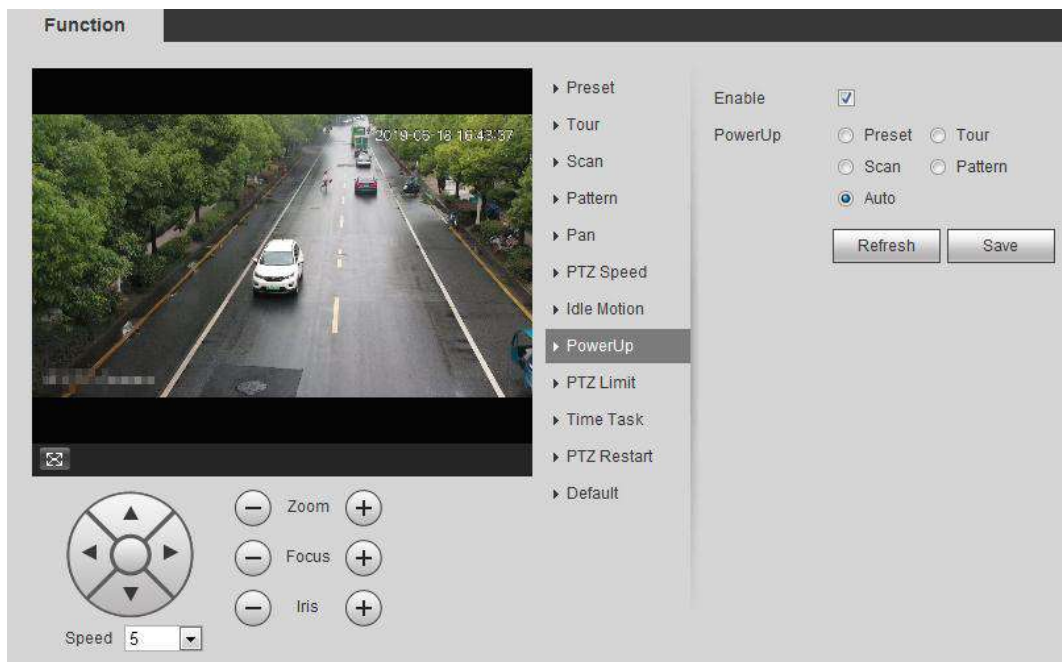 Function
2019-05-18 16:43:57
Preset
Tour
Scan
Pattern
Pan
PTZ Speed
Idle Motion
PowerUp
PTZ Limit
Time Task
PTZ Restart
Default
Enable
PowerUp
Preset Tour
Scan Pattern
Auto
Refresh Save
Zoom
Focus
Iris
Speed 5